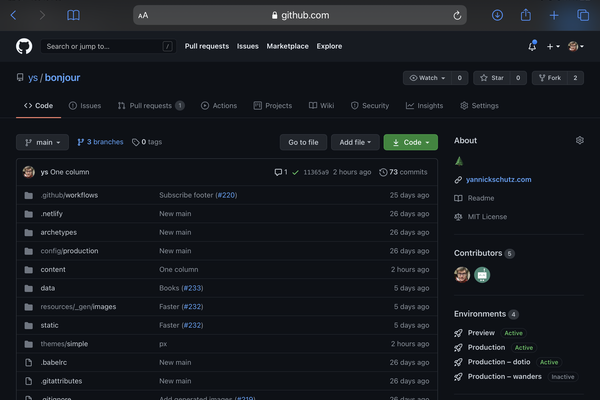 AA github.com
Search or jump to... /
Pull requests Issues Marketplace Explore
ys / bonjour
Watch 0 Star 0 Fork 2
Code Issues Pull requests 1 Actions Projects Wiki Security Insights Settings
main 3 branches 0 tags Go to file Add file Code
ys One column 1 11365a9 2 hours ago 73 commits
.github/workflows Subscribe footer (#220) 25 days ago
.netlify New main 26 days ago
archetypes New main 26 days ago
config/production New main 26 days ago
content One column 2 hours ago
data Books (#233) 5 days ago
resources/_gen/images Faster (#232) 5 days ago
static Faster (#232) 5 days ago
themes/simple px 2 hours ago
.babelrc New main 26 days ago
.gitattributes New main 26 days ago
.gitignore Add generated images (#219) 26 days ago
About
yannickschutz.com
Readme
MIT License
Contributors 5
Environments 4
Preview Active
Production Active
Production – dotio Active
Production – wanders Inactive